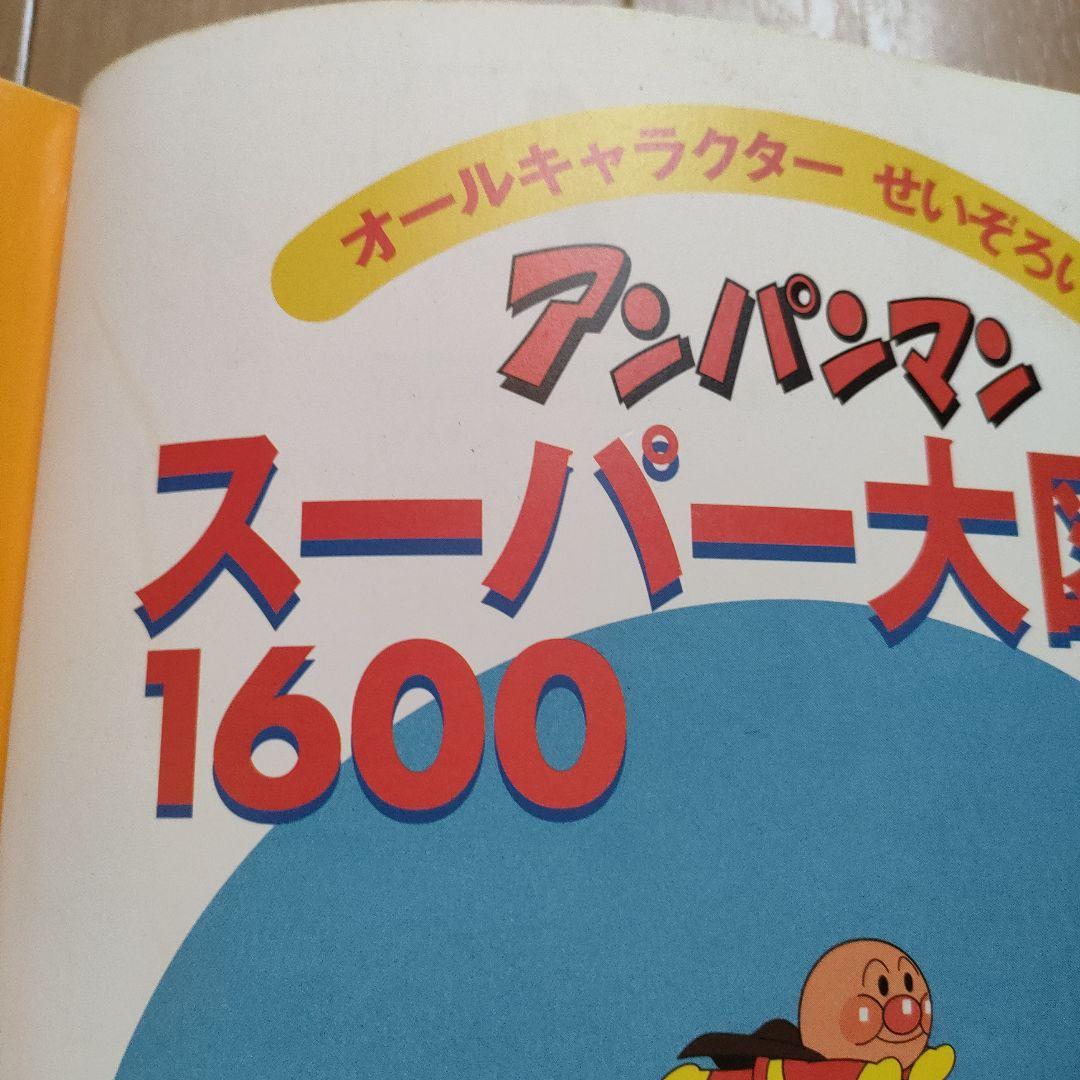 オールキャラクター せいぞろい
アンパンマン
スーパー大図
1600